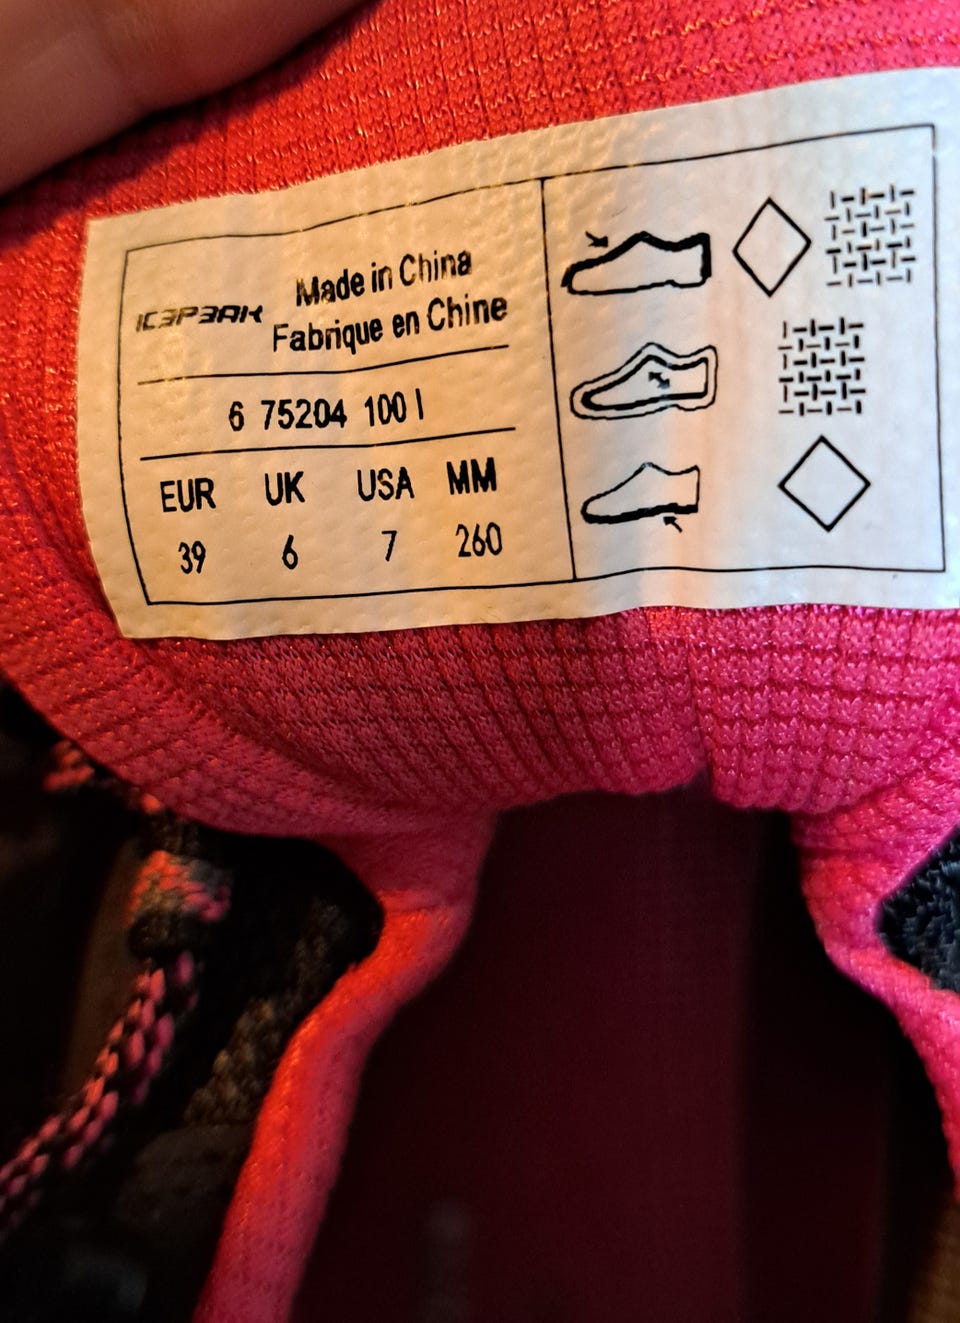 ICEPEAK
Made in China
Fabrique en Chine
6 75204 100 I
EUR UK USA MM
39 6 7 260